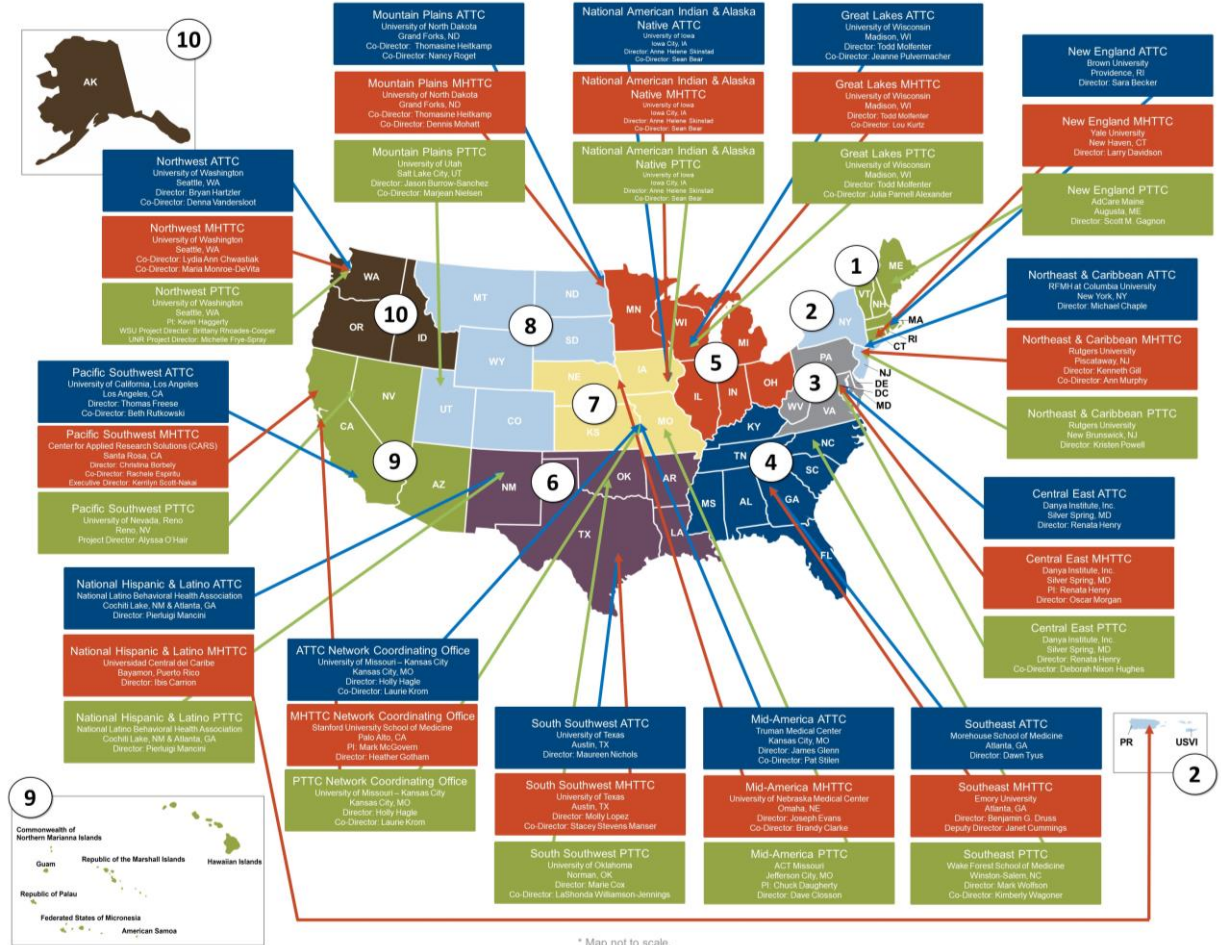 10
AK
Mountain Plains ATTC
University of North Dakota
Grand Forks, ND
Co-Director: Thomasine Heitkamp
Co-Director: Nancy Roget
Mountain Plains MHTTC
University of North Dakota
Grand Forks, ND
Co-Director: Thomasine Heitkamp
Co-Director: Dennis Mohatt
Mountain Plains PTTC
University of Utah
Salt Lake City, UT
Director: Jason Burrow-Sanchez
Co-Director: Marjean Nielsen
National American Indian & Alaska
Native ATTC
University of Iowa
Iowa City, IA
Director: Anne Helene Skinstad
Co-Director: Sean Bear
National American Indian & Alaska
Native MHTTC
University of Iowa
Iowa City, IA
Director: Anne Helene Skinstad
Co-Director: Sean Bear
National American Indian & Alaska
Native PTTC
University of Iowa
Iowa City, IA
Director: Anne Helene Skinstad
Co-Director: Sean Bear
Great Lakes ATTC
University of Wisconsin
Madison, WI
Director: Todd Molfenter
Co-Director: Jeanne Pulvermacher
Great Lakes MHTTC
University of Wisconsin
Madison, WI
Director: Todd Molfenter
Co-Director: Lou Kurtz
Great Lakes PTTC
University of Wisconsin
Madison, WI
Director: Todd Molfenter
Co-Director: Julia Parnell Alexander
New England ATTC
Brown University
Providence, RI
Director: Sara Becker
New England MHTTC
Yale University
New Haven, CT
Director: Larry Davidson
New England PTTC
AdCare Maine
Augusta, ME
Director: Scott M. Gagnon
Northwest ATTC
University of Washington
Seattle, WA
Director: Bryan Hartzler
Co-Director: Denna Vandersloot
Northwest MHTTC
University of Washington
Seattle, WA
Co-Director: Lydia Ann Chwastiak
Co-Director: Maria Monroe-DeVita
Northwest PTTC
University of Washington
Seattle, WA
PI: Kevin Haggerty
WSU Project Director: Brittany Rhoades-Cooper
UNR Project Director: Michelle Frye-Spray
Pacific Southwest ATTC
University of California, Los Angeles
Los Angeles, CA
Director: Thomas Freese
Co-Director: Beth Rutkowski
Pacific Southwest MHTTC
Center for Applied Research Solutions (CARS)
Santa Rosa, CA
Director: Christina Borbely
Co-Director: Rachele Espiritu
Executive Director: Kerrilyn Scott-Nakai
Pacific Southwest PTTC
University of Nevada, Reno
Reno, NV
Project Director: Alyssa O'Hair
WA
OR
ID
10
MT
ND
SD
WY
8
UT
CO
NV
CA
AZ
9
NE
KS
IA
MO
7
NM
TX
OK
AR
LA
6
MN
WI
MI
IL
IN
OH
5
KY
TN
NC
SC
MS
AL
GA
FL
4
PA
WV
VA
3
DE
DC
MD
NY
NJ
2
1
ME
VT
NH
MA
RI
CT
Northeast & Caribbean ATTC
RFMH at Columbia University
New York, NY
Director: Michael Chaple
Northeast & Caribbean MHTTC
Rutgers University
Piscataway, NJ
Director: Kenneth Gill
Co-Director: Ann Murphy
Northeast & Caribbean PTTC
Rutgers University
New Brunswick, NJ
Director: Kristen Powell
Central East ATTC
Danya Institute, Inc.
Silver Spring, MD
Director: Renata Henry
Central East MHTTC
Danya Institute, Inc.
Silver Spring, MD
PI: Renata Henry
Director: Oscar Morgan
Central East PTTC
Danya Institute, Inc.
Silver Spring, MD
Director: Renata Henry
Co-Director: Deborah Nixon Hughes
National Hispanic & Latino ATTC
National Latino Behavioral Health Association
Cochiti Lake, NM & Atlanta, GA
Director: Pierluigi Mancini
National Hispanic & Latino MHTTC
Universidad Central del Caribe
Bayamon, Puerto Rico
Director: Ibis Carrion
National Hispanic & Latino PTTC
National Latino Behavioral Health Association
Cochiti Lake, NM & Atlanta, GA
Director: Pierluigi Mancini
ATTC Network Coordinating Office
University of Missouri – Kansas City
Kansas City, MO
Director: Holly Hagle
Co-Director: Laurie Krom
MHTTC Network Coordinating Office
Stanford University School of Medicine
Palo Alto, CA
PI: Mark McGovern
Director: Heather Gotham
PTTC Network Coordinating Office
University of Missouri – Kansas City
Kansas City, MO
Director: Holly Hagle
Co-Director: Laurie Krom
South Southwest ATTC
University of Texas
Austin, TX
Director: Maureen Nichols
South Southwest MHTTC
University of Texas
Austin, TX
Director: Molly Lopez
Co-Director: Stacey Stevens Manser
South Southwest PTTC
University of Oklahoma
Norman, OK
Director: Marie Cox
Co-Director: LaShonda Williamson-Jennings
Mid-America ATTC
Truman Medical Center
Kansas City, MO
Director: James Glenn
Co-Director: Pat Stilen
Mid-America MHTTC
University of Nebraska Medical Center
Omaha, NE
Director: Joseph Evans
Co-Director: Brandy Clarke
Mid-America PTTC
ACT Missouri
Jefferson City, MO
PI: Chuck Daugherty
Director: Dave Closson
Southeast ATTC
Morehouse School of Medicine
Atlanta, GA
Director: Dawn Tyus
Southeast MHTTC
Emory University
Atlanta, GA
Director: Benjamin G. Druss
Deputy Director: Janet Cummings
Southeast PTTC
Wake Forest School of Medicine
Winston-Salem, NC
Director: Mark Wolfson
Co-Director: Kimberly Wagoner
PR
USVI
2
9
Commonwealth of
Northern Marianna Islands
Guam
Republic of the Marshall Islands
Hawaiian Islands
Republic of Palau
Federated States of Micronesia
American Samoa
* Map not to scale